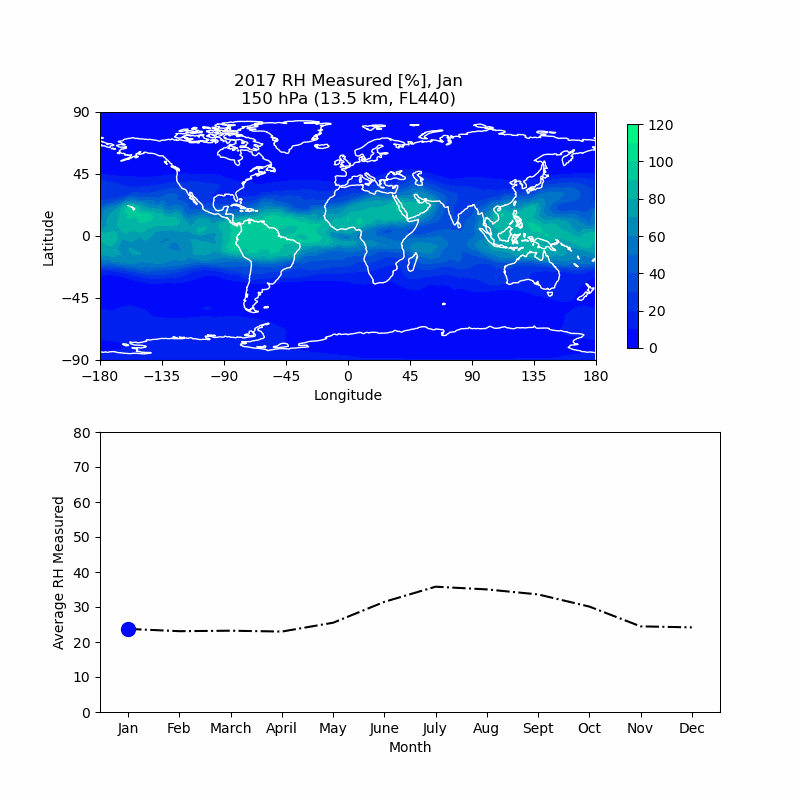 2017 RH Measured [%], Jan
150 hPa (13.5 km, FL440)
90
45
0
−45
−90
Latitude
−180 −135 −90 −45 0 45 90 135 180
Longitude
120
100
80
60
40
20
0
80
70
60
50
40
30
20
10
0
Average RH Measured
Jan Feb March April May June July Aug Sept Oct Nov Dec
Month